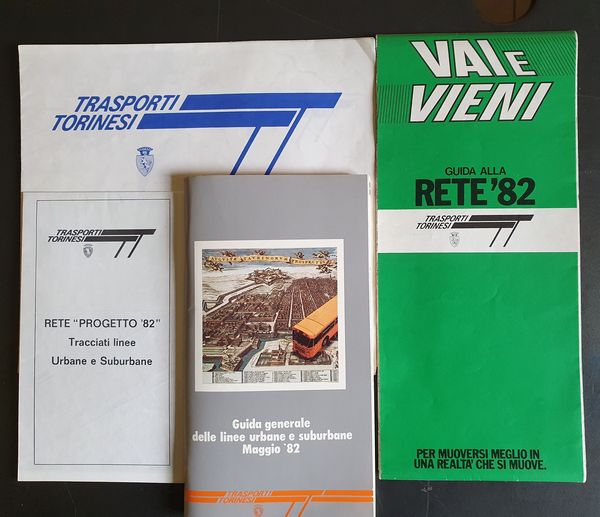 TRASPORTI
TORINESI
VAI E
VIENI
GUIDA ALLA
RETE '82
TRASPORTI
TORINESI
PER MUOVERSI MEGLIO IN
UNA REALTA' CHE SI MUOVE.
TRASPORTI
TORINESI
RETE "PROGETTO '82"
Tracciati linee
Urbane e Suburbane
Guida generale
delle linee urbane e suburbane
Maggio '82
TRASPORTI
TORINESI